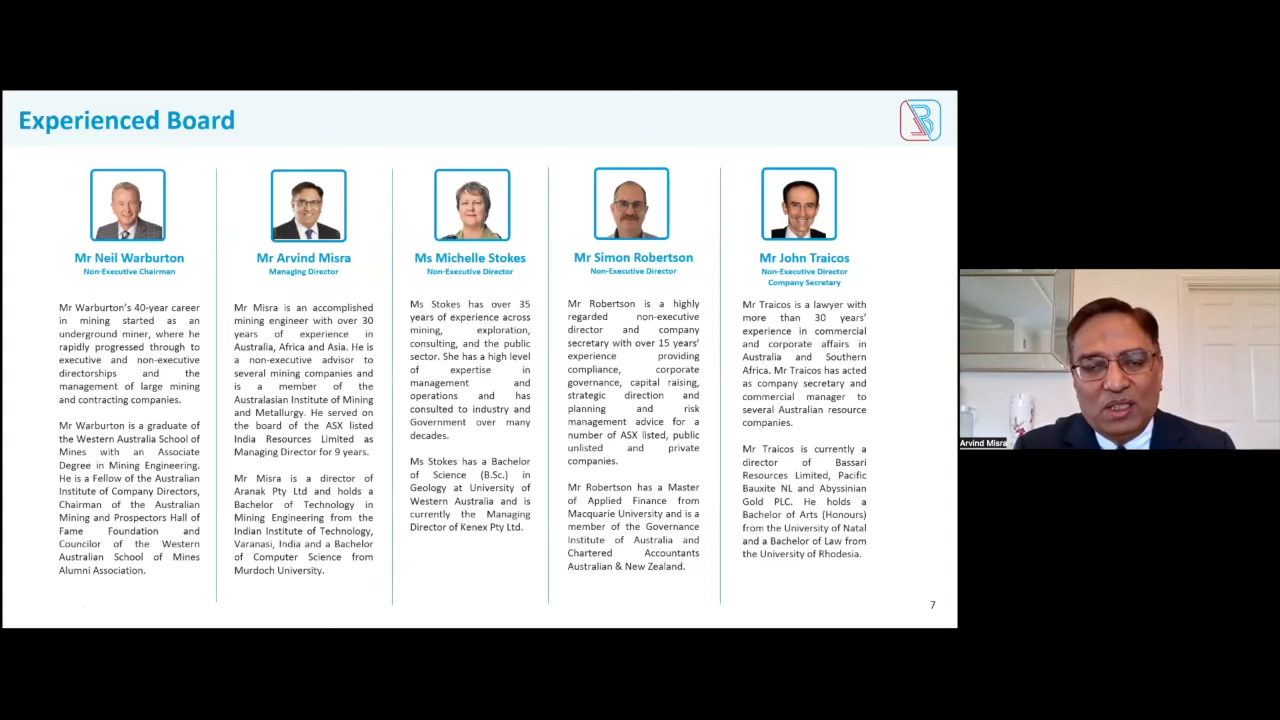 Experienced Board
Mr Neil Warburton
Non-Executive Chairman
Mr Warburton's 40-year career
in mining started as an
underground miner, where he
rapidly progressed through to
executive and non-executive
directorships and the
management of large mining
and contracting companies.
Mr Warburton is a graduate of
the Western Australia School of
Mines with an Associate
Degree in Mining Engineering.
He is a Fellow of the Australian
Institute of Company Directors,
Chairman of the Australian
Mining and Prospectors Hall of
Fame Foundation and
Councilor of the Western
Australian School of Mines
Alumni Association.
Mr Arvind Misra
Managing Director
Mr Misra is an accomplished
mining engineer with over 30
years of experience in
Australia, Africa and Asia. He is
a non-executive advisor to
several mining companies and
is a member of the
Australasian Institute of Mining
and Metallurgy. He served on
the board of the ASX listed
India Resources Limited as
Managing Director for 9 years.
Mr Misra is a director of
Aranak Pty Ltd and holds a
Bachelor of Technology in
Mining Engineering from the
Indian Institute of Technology,
Varanasi, India and a Bachelor
of Computer Science from
Murdoch University.
Ms Michelle Stokes
Non-Executive Director
Ms Stokes has over 35
years of experience across
mining, exploration,
consulting, and the public
sector. She has a high level
of expertise in
management and
operations and has
consulted to industry and
Government over many
decades.
Ms Stokes has a Bachelor
of Science (B.Sc.) in
Geology at University of
Western Australia and is
currently the Managing
Director of Kenex Pty Ltd.
Mr Simon Robertson
Non-Executive Director
Mr Robertson is a highly
regarded non-executive
director and company
secretary with over 15 years'
experience providing
compliance, corporate
governance, capital raising,
strategic direction and
planning and risk
management advice for a
number of ASX listed, public
unlisted and private
companies.
Mr Robertson has a Master
of Applied Finance from
Macquarie University and is a
member of the Governance
Institute of Australia and
Chartered Accountants
Australian & New Zealand.
Mr John Traicos
Non-Executive Director
Company Secretary
Mr Traicos is a lawyer with
more than 30 years'
experience in commercial
and corporate affairs in
Australia and Southern
Africa. Mr Traicos has acted
as company secretary and
commercial manager to
several Australian resource
companies.
Mr Traicos is currently a
director of Bassari
Resources Limited, Pacific
Bauxite NL and Abyssinian
Gold PLC. He holds a
Bachelor of Arts (Honours)
from the University of Natal
and a Bachelor of Law from
the University of Rhodesia.
7
Arvind Misra